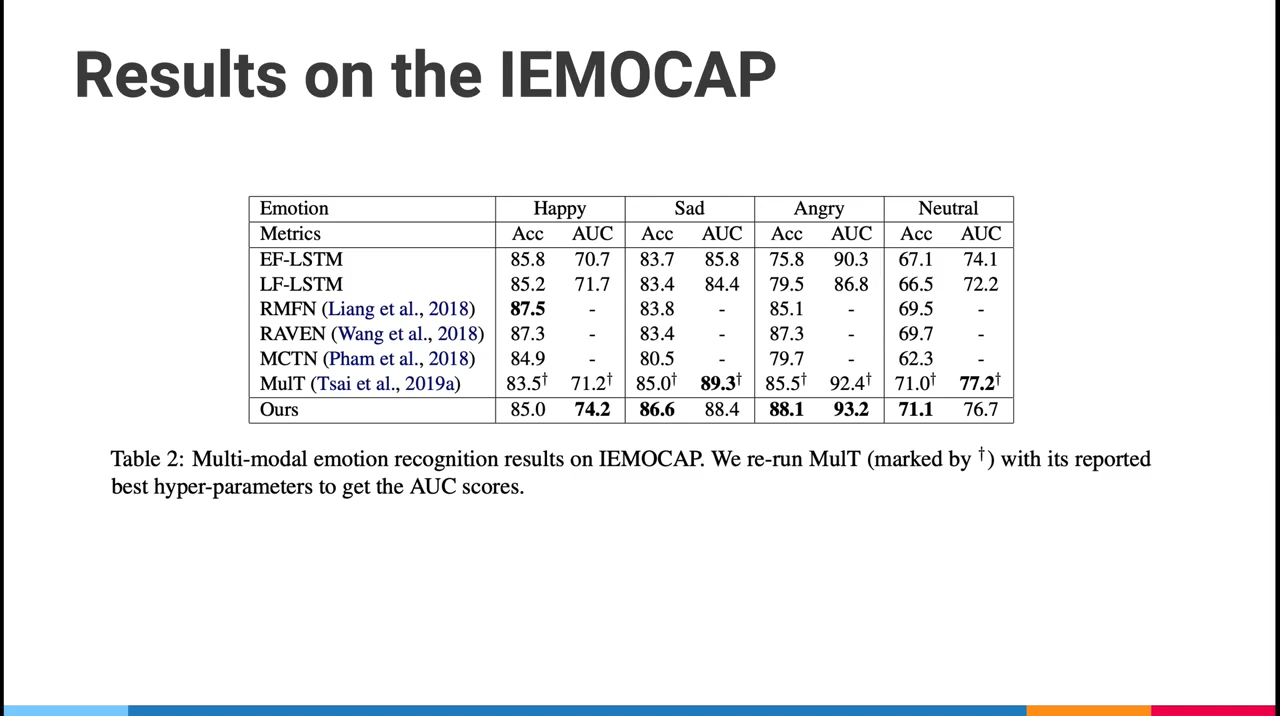 Results on the IEMOCAP
Emotion Happy Sad Angry Neutral
Metrics Acc AUC Acc AUC Acc AUC Acc AUC
EF-LSTM 85.8 70.7 83.7 85.8 75.8 90.3 67.1 74.1
LF-LSTM 85.2 71.7 83.4 84.4 79.5 86.8 66.5 72.2
RMFN (Liang et al., 2018) 87.5 - 83.8 - 85.1 - 69.5 -
RAVEN (Wang et al., 2018) 87.3 - 83.4 - 87.3 - 69.7 -
MCTN (Pham et al., 2018) 84.9 - 80.5 - 79.7 - 62.3 -
MulT (Tsai et al., 2019a) 83.5† 71.2† 85.0† 89.3† 85.5† 92.4† 71.0† 77.2†
Ours 85.0 74.2 86.6 88.4 88.1 93.2 71.1 76.7
Table 2: Multi-modal emotion recognition results on IEMOCAP. We re-run MulT (marked by †) with its reported
best hyper-parameters to get the AUC scores.